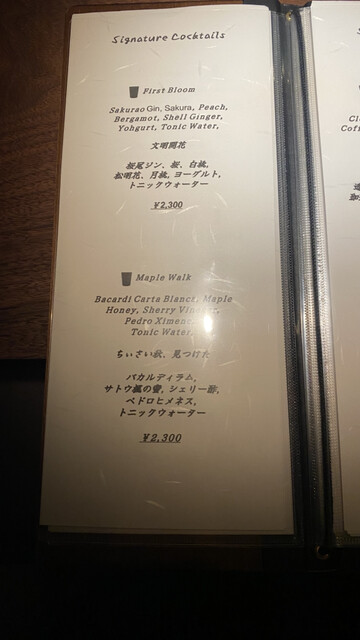 Signature Cocktails
First Bloom
Sakurao Gin, Sakura, Peach,
Bergamot, Shell Ginger,
Yohgurt, Tonic Water,
文明開花
桜尾ジン、桜、白桃,
松明花、月桃, ヨーグルト,
トニックウォーター
¥2,300
Maple Walk
Bacardi Carta Blanca, Maple
Honey, Sherry Vinegar,
Pedro Ximenez,
Tonic Water,
ちいさい秋、見つけた
バカルディラム,
サトウ楓の蜜, シェリー酢,
ペドロヒメネス,
トニックウォーター
¥2,300